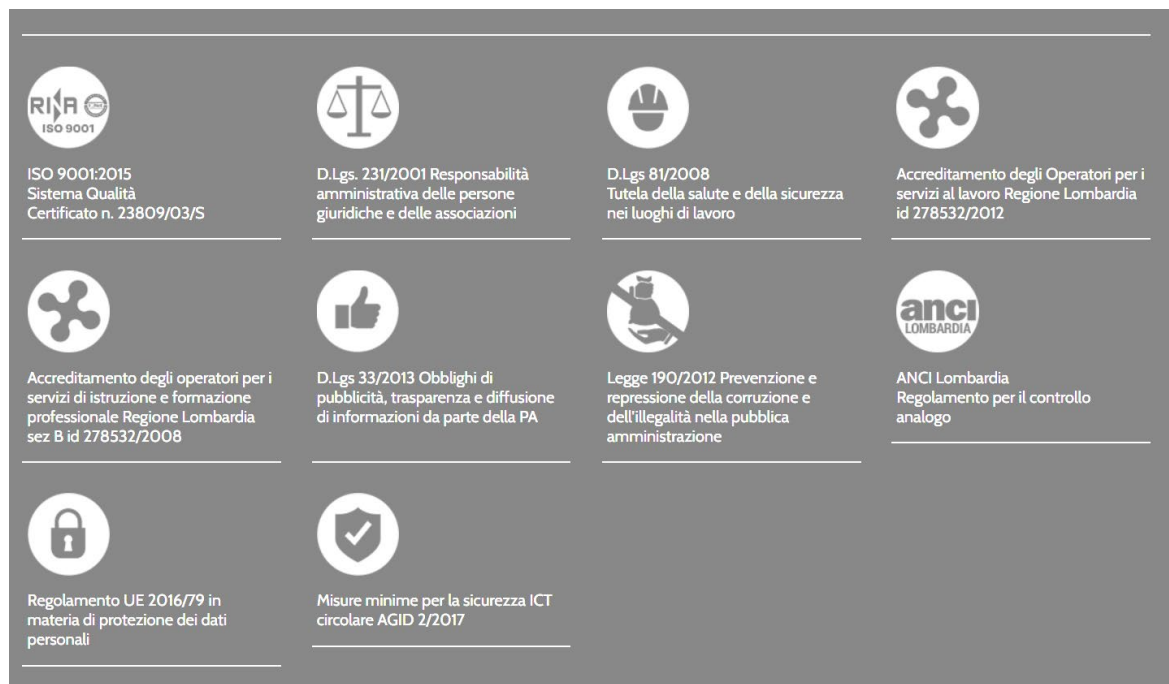 RINA
ISO 9001
ISO 9001:2015
Sistema Qualità
Certificato n. 23809/03/S
D.Lgs. 231/2001 Responsabilità
amministrativa delle persone
giuridiche e delle associazioni
D.Lgs 81/2008
Tutela della salute e della sicurezza
nei luoghi di lavoro
Accreditamento degli Operatori per i
servizi al lavoro Regione Lombardia
id 278532/2012
Accreditamento degli operatori per i
servizi di istruzione e formazione
professionale Regione Lombardia
sez B id 278532/2008
D.Lgs 33/2013 Obblighi di
pubblicità, trasparenza e diffusione
di informazioni da parte della PA
Legge 190/2012 Prevenzione e
repressione della corruzione e
dell'illegalità nella pubblica
amministrazione
anci
LOMBARDIA
ANCI Lombardia
Regolamento per il controllo
analogo
Regolamento UE 2016/79 in
materia di protezione dei dati
personali
Misure minime per la sicurezza ICT
circolare AGID 2/2017